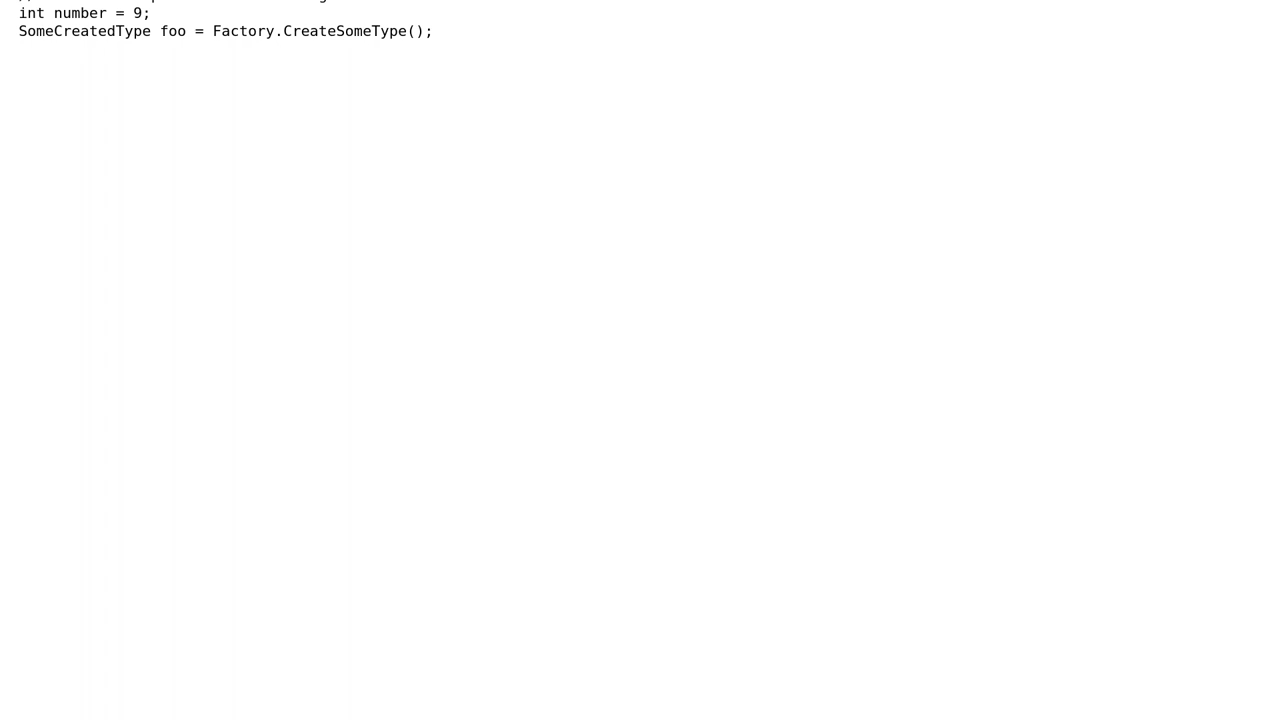 int number = 9;
SomeCreatedType foo = Factory.CreateSomeType();